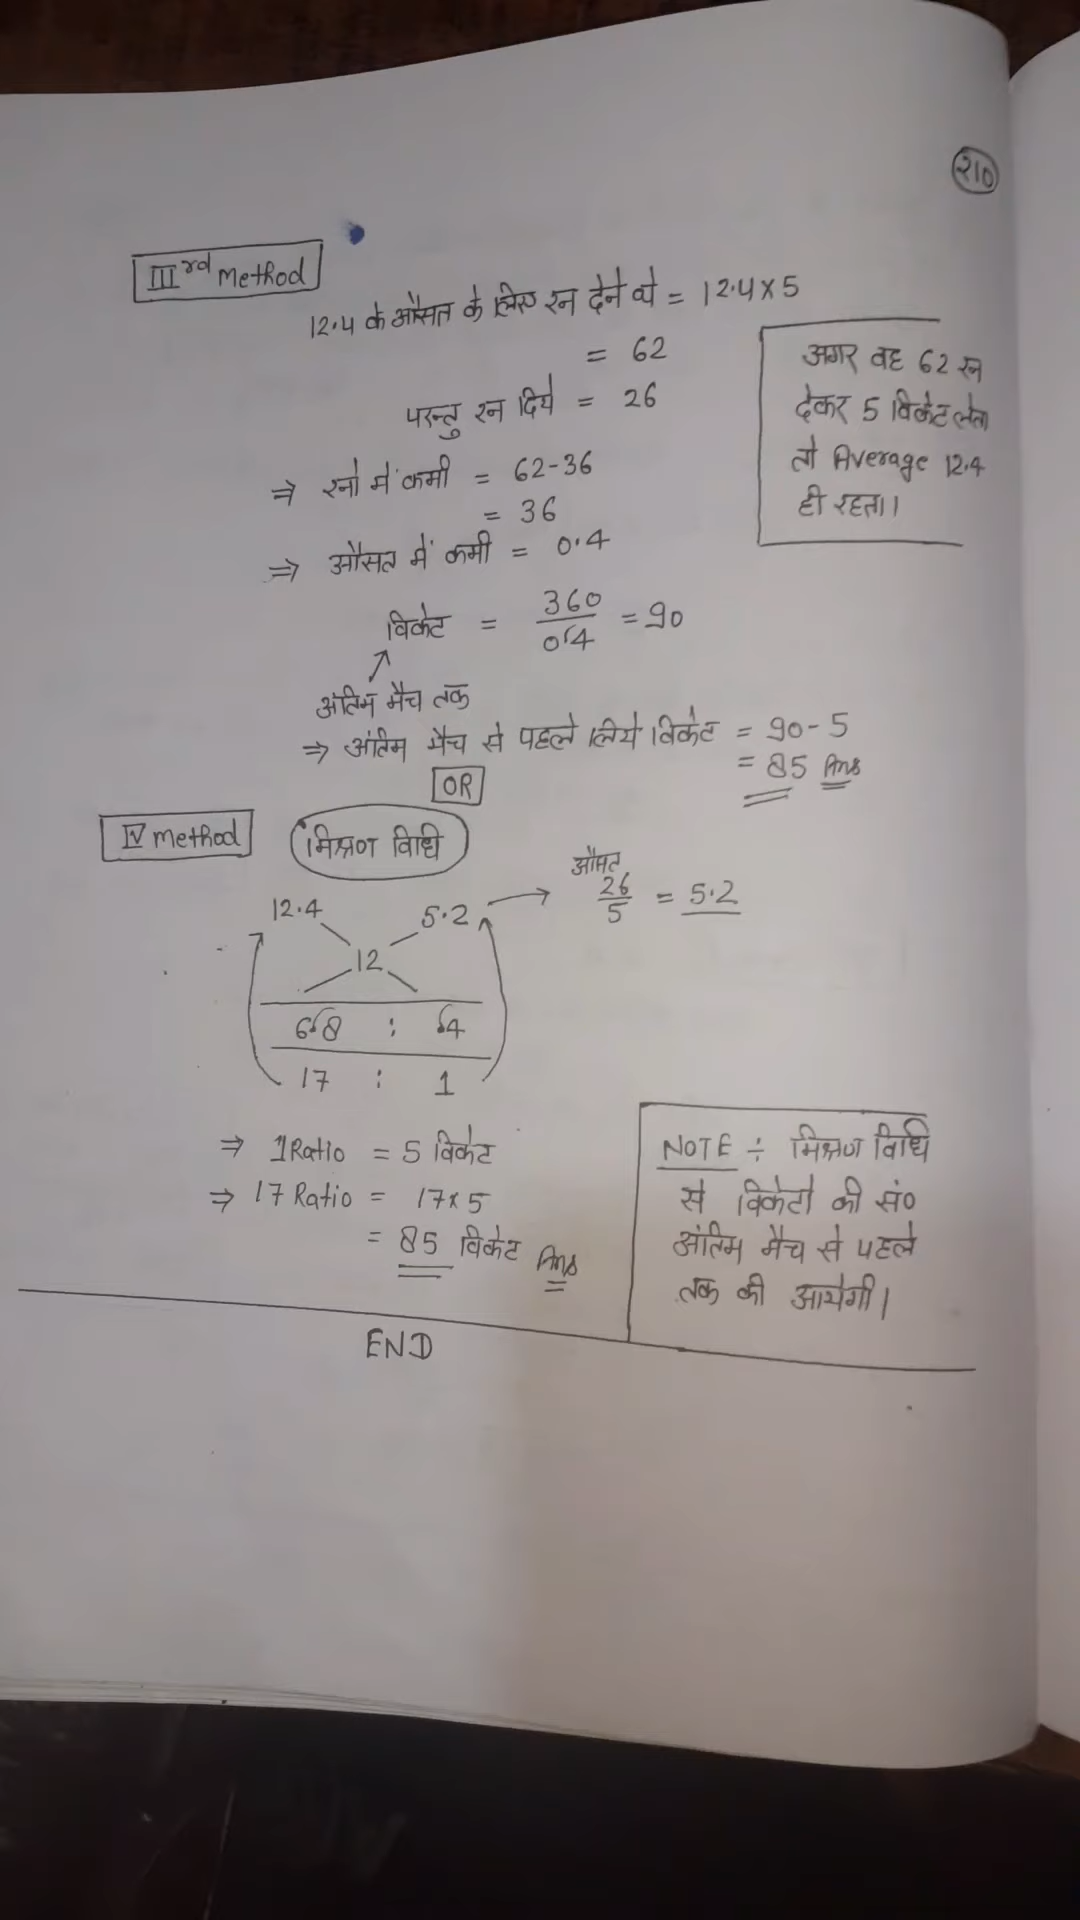 210
IIIrd Method
12.4 के औसत के लिए रन देने थे = 12.4×5
= 62
परन्तु रन दिये = 26
⇒ रनो में कमी = 62-36
= 36
⇒ औसत में कमी = 0.4
विकेट = 360/0.4 = 90
अंतिम मैच तक
⇒ अंतिम मैच से पहले लिये विकेट = 90-5
= 85 Ans
अगर वह 62 रन
देकर 5 विकेट लेता
तो Average 12.4
ही रहता।
OR
IV Method मिश्रण विधि
औसत
12.4 5.2 → 26/5 = 5.2
12
6.8 : .4
17 : 1
⇒ 1 Ratio = 5 विकेट
⇒ 17 Ratio = 17×5
= 85 विकेट Ans
NOTE ÷ मिश्रण विधि
से विकेटो की सं०
अंतिम मैच से पहले
तक की आयेगी।
END